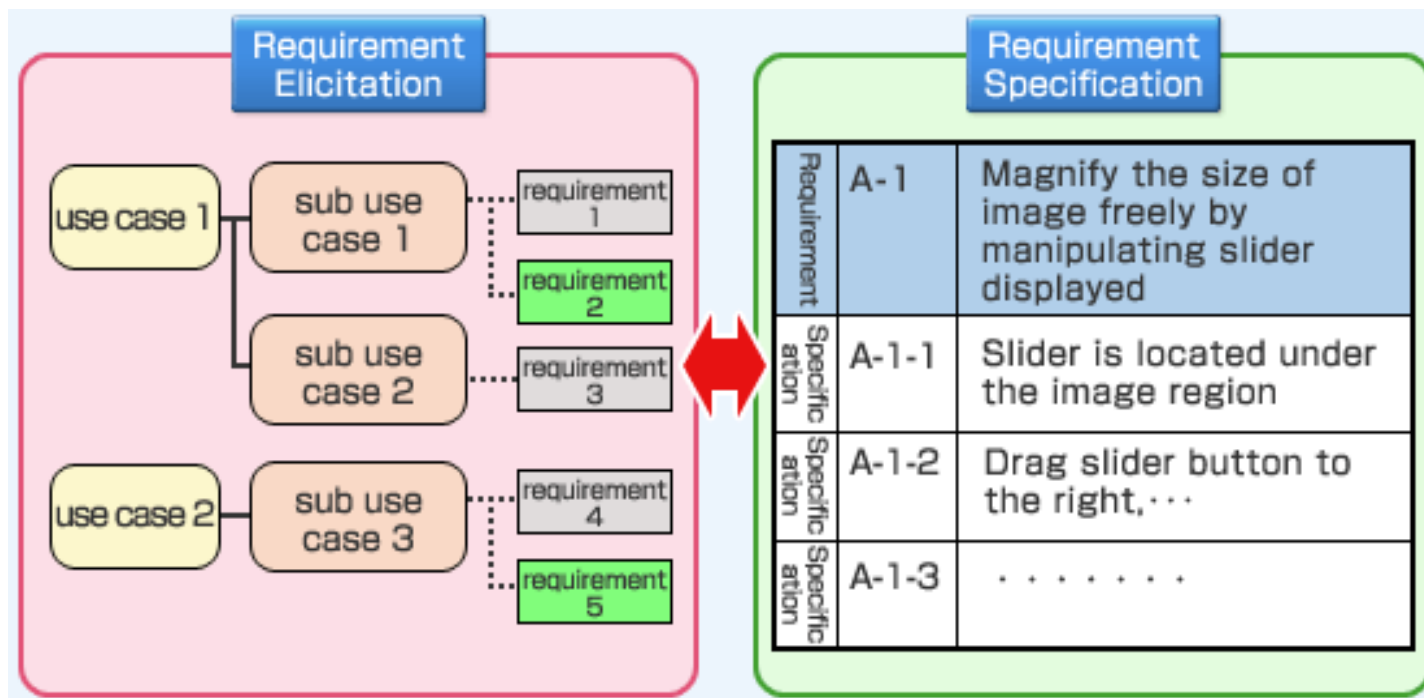 Requirement
Elicitation
use case 1
sub use
case 1
requirement
1
requirement
2
sub use
case 2
requirement
3
use case 2
sub use
case 3
requirement
4
requirement
5
Requirement
Specification
Requirement
A-1
Magnify the size of
image freely by
manipulating slider
displayed
Specific
ation
A-1-1
Slider is located under
the image region
Specific
ation
A-1-2
Drag slider button to
the right,···
Specific
ation
A-1-3
· · · · · · ·